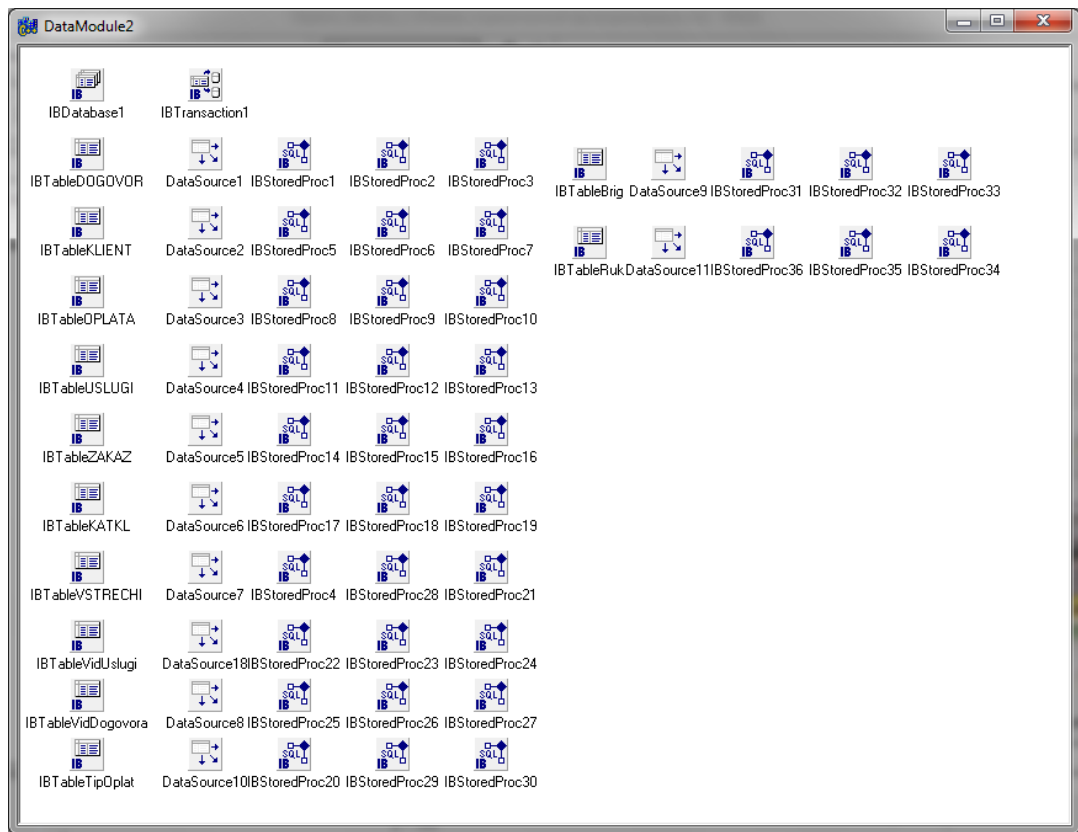 DataModule2
IBDatabase1 IBTransaction1
IBTableDOGOVOR DataSource1 IBStoredProc1 IBStoredProc2 IBStoredProc3
IBTableBrig DataSource9 IBStoredProc31 IBStoredProc32 IBStoredProc33
IBTableKLIENT DataSource2 IBStoredProc5 IBStoredProc6 IBStoredProc7
IBTableRuk DataSource11 IBStoredProc36 IBStoredProc35 IBStoredProc34
IBTableOPLATA DataSource3 IBStoredProc8 IBStoredProc9 IBStoredProc10
IBTableUSLUGI DataSource4 IBStoredProc11 IBStoredProc12 IBStoredProc13
IBTableZAKAZ DataSource5 IBStoredProc14 IBStoredProc15 IBStoredProc16
IBTableKATKL DataSource6 IBStoredProc17 IBStoredProc18 IBStoredProc19
IBTableVSTRECHI DataSource7 IBStoredProc4 IBStoredProc28 IBStoredProc21
IBTableVidUslugi DataSource18 IBStoredProc22 IBStoredProc23 IBStoredProc24
IBTableVidDogovora DataSource8 IBStoredProc25 IBStoredProc26 IBStoredProc27
IBTableTipOplat DataSource10 IBStoredProc20 IBStoredProc29 IBStoredProc30